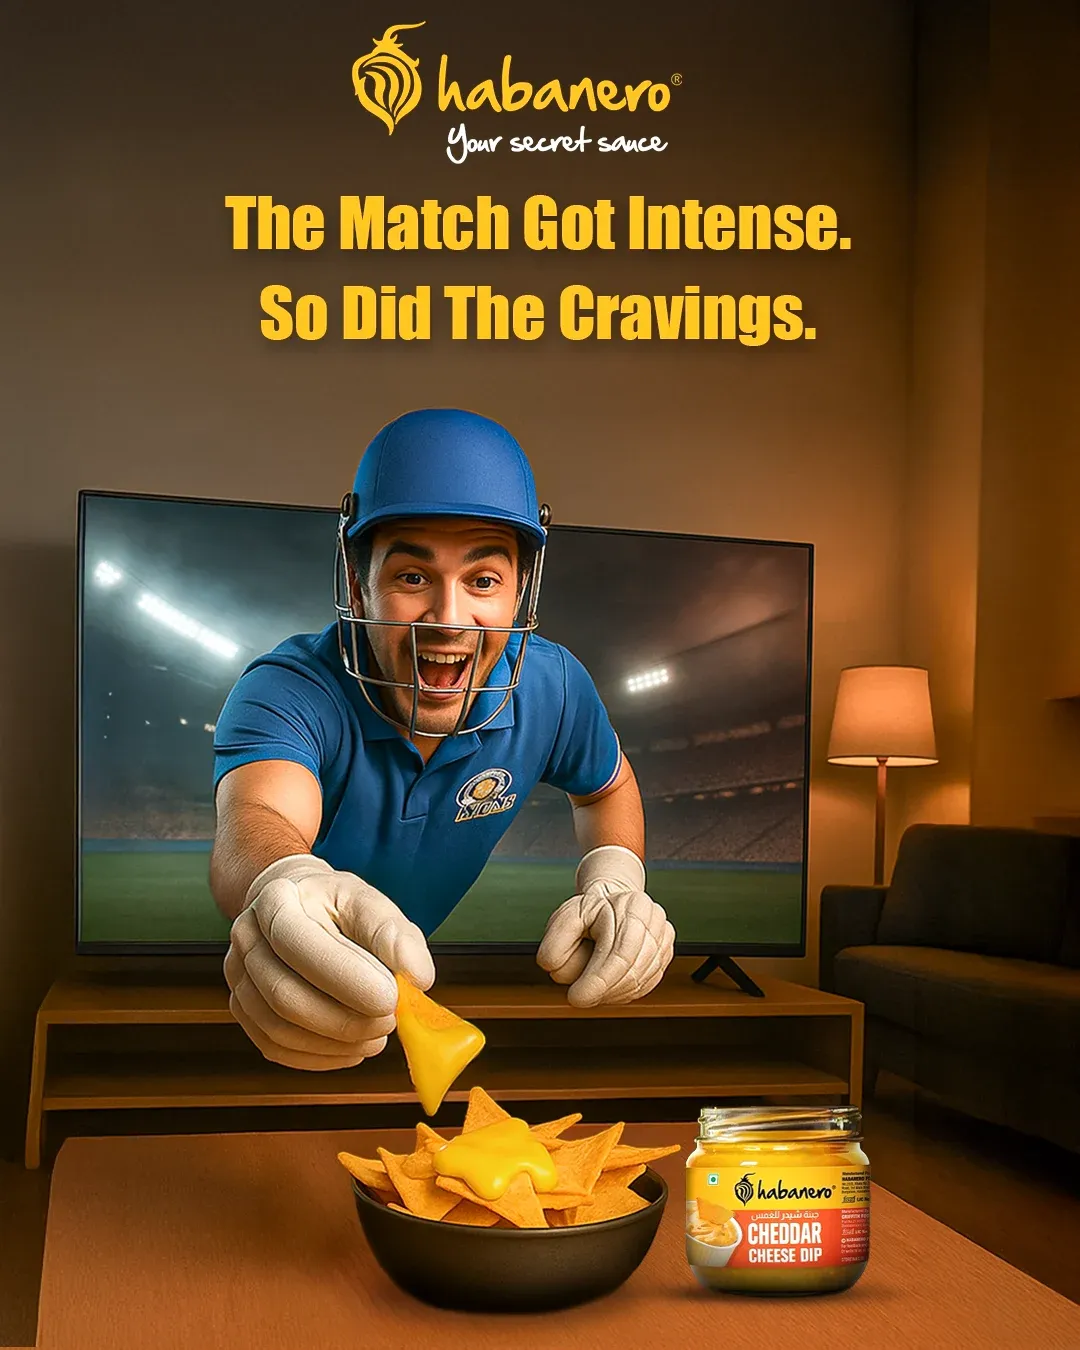 habanero®
Your secret sauce
The Match Got Intense.
So Did The Cravings.
habanero®
جبنة شيدر للغمس
CHEDDAR
CHEESE DIP